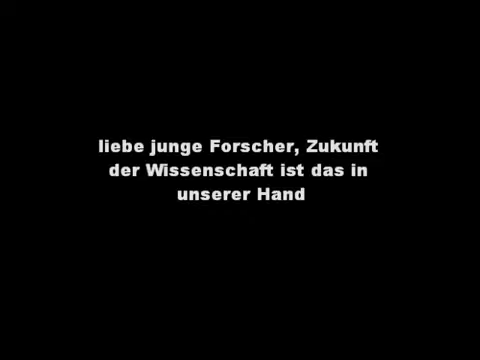 liebe junge Forscher, Zukunft
der Wissenschaft ist das in
unserer Hand